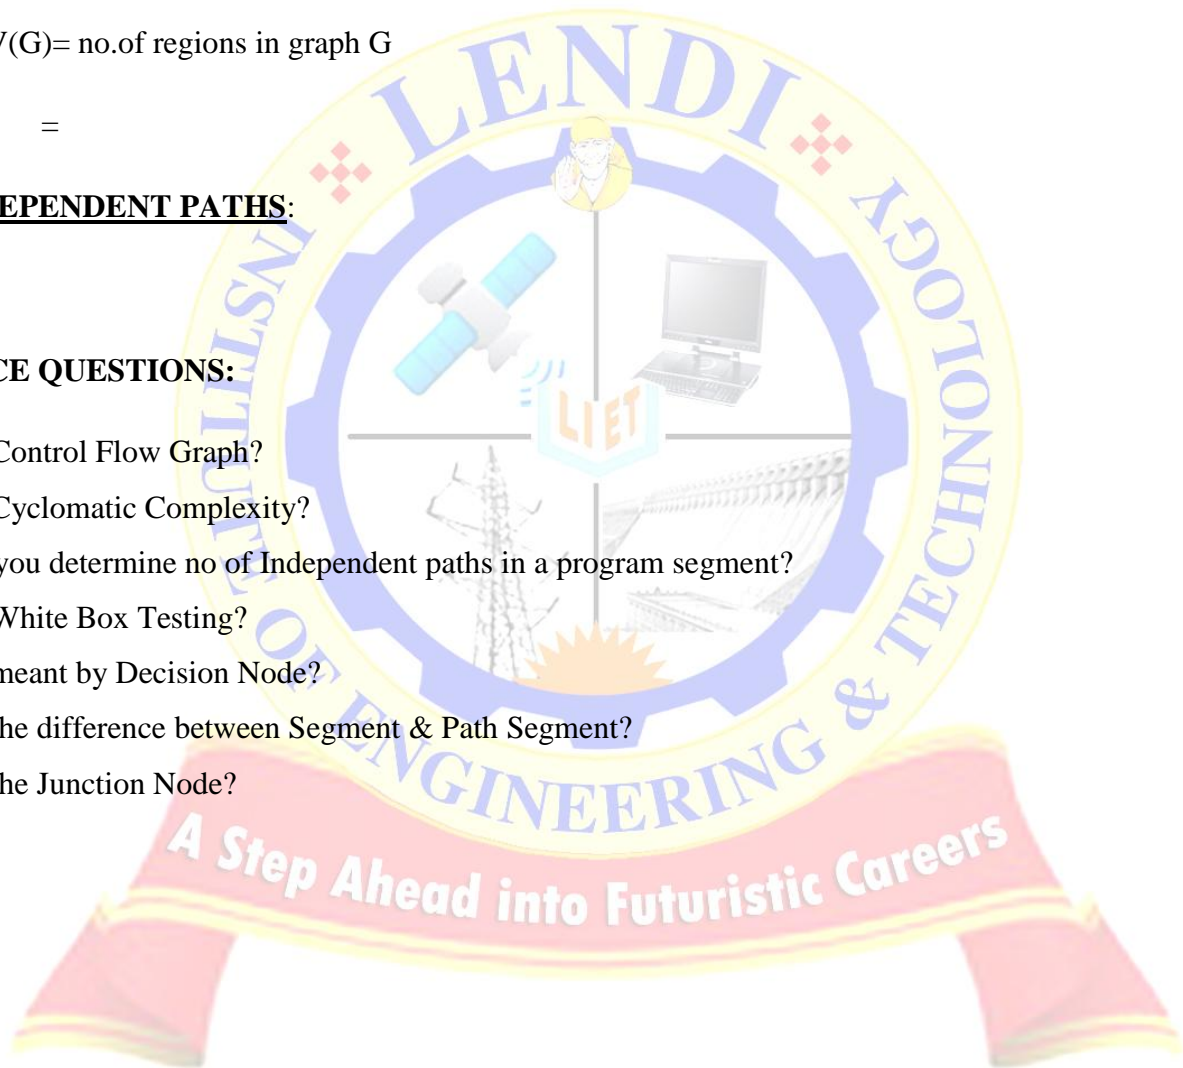 V(G)= no.of regions in graph G
=
EPENDENT PATHS:
CE QUESTIONS:
Control Flow Graph?
Cyclomatic Complexity?
you determine no of Independent paths in a program segment?
White Box Testing?
meant by Decision Node?
the difference between Segment & Path Segment?
the Junction Node?
LENDI
INSTITUTE OF ENGINEERING & TECHNOLOGY
LIET
A Step Ahead into Futuristic Careers